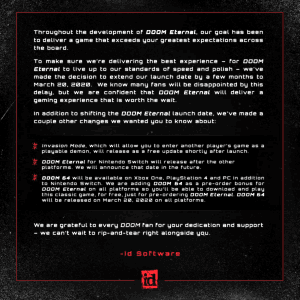 Throughout the development of DOOM Eternal, our goal has been
to deliver a game that exceeds your greatest expectations across
the board.
To make sure we're delivering the best experience – for DOOM
Eternal to live up to our standards of speed and polish – we've
made the decision to extend our launch date by a few months to
March 20, 2020. We know many fans will be disappointed by this
delay, but we are confident that DOOM Eternal will deliver a
gaming experience that is worth the wait.
In addition to shifting the DOOM Eternal launch date, we've made a
couple other changes we wanted you to know about:
Invasion Mode, which will allow you to enter another player's game as a
playable demon, will release as a free update shortly after launch.
DOOM Eternal for Nintendo Switch will release after the other
platforms. We will announce that date in the future.
DOOM 64 will be available on Xbox One, PlayStation 4 and PC in addition
to Nintendo Switch. We are adding DOOM 64 as a pre-order bonus for
DOOM Eternal on all platforms so you'll be able to download and play
this classic game, for free, just for pre-ordering DOOM Eternal. DOOM 64
will be released on March 20, 2020 on all platforms.
We are grateful to every DOOM fan for your dedication and support
– we can't wait to rip-and-tear right alongside you.
-id Software
id